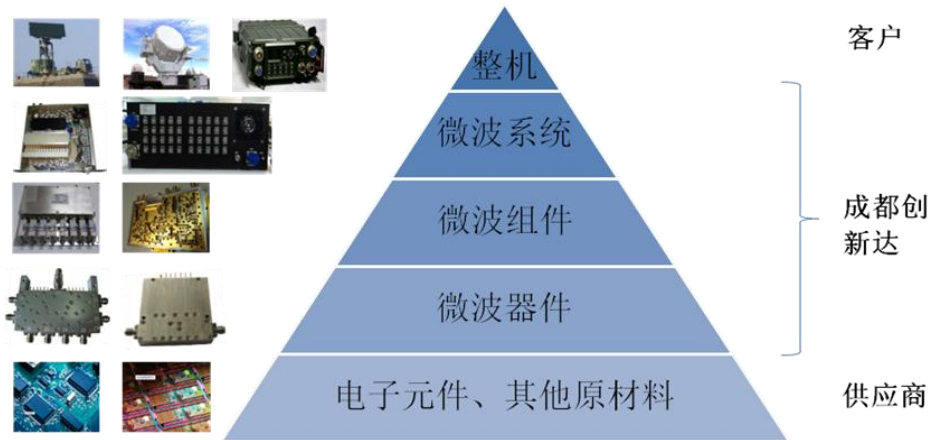 客户
整机
微波系统
微波组件
成都创
新达
微波器件
电子元件、其他原材料
供应商